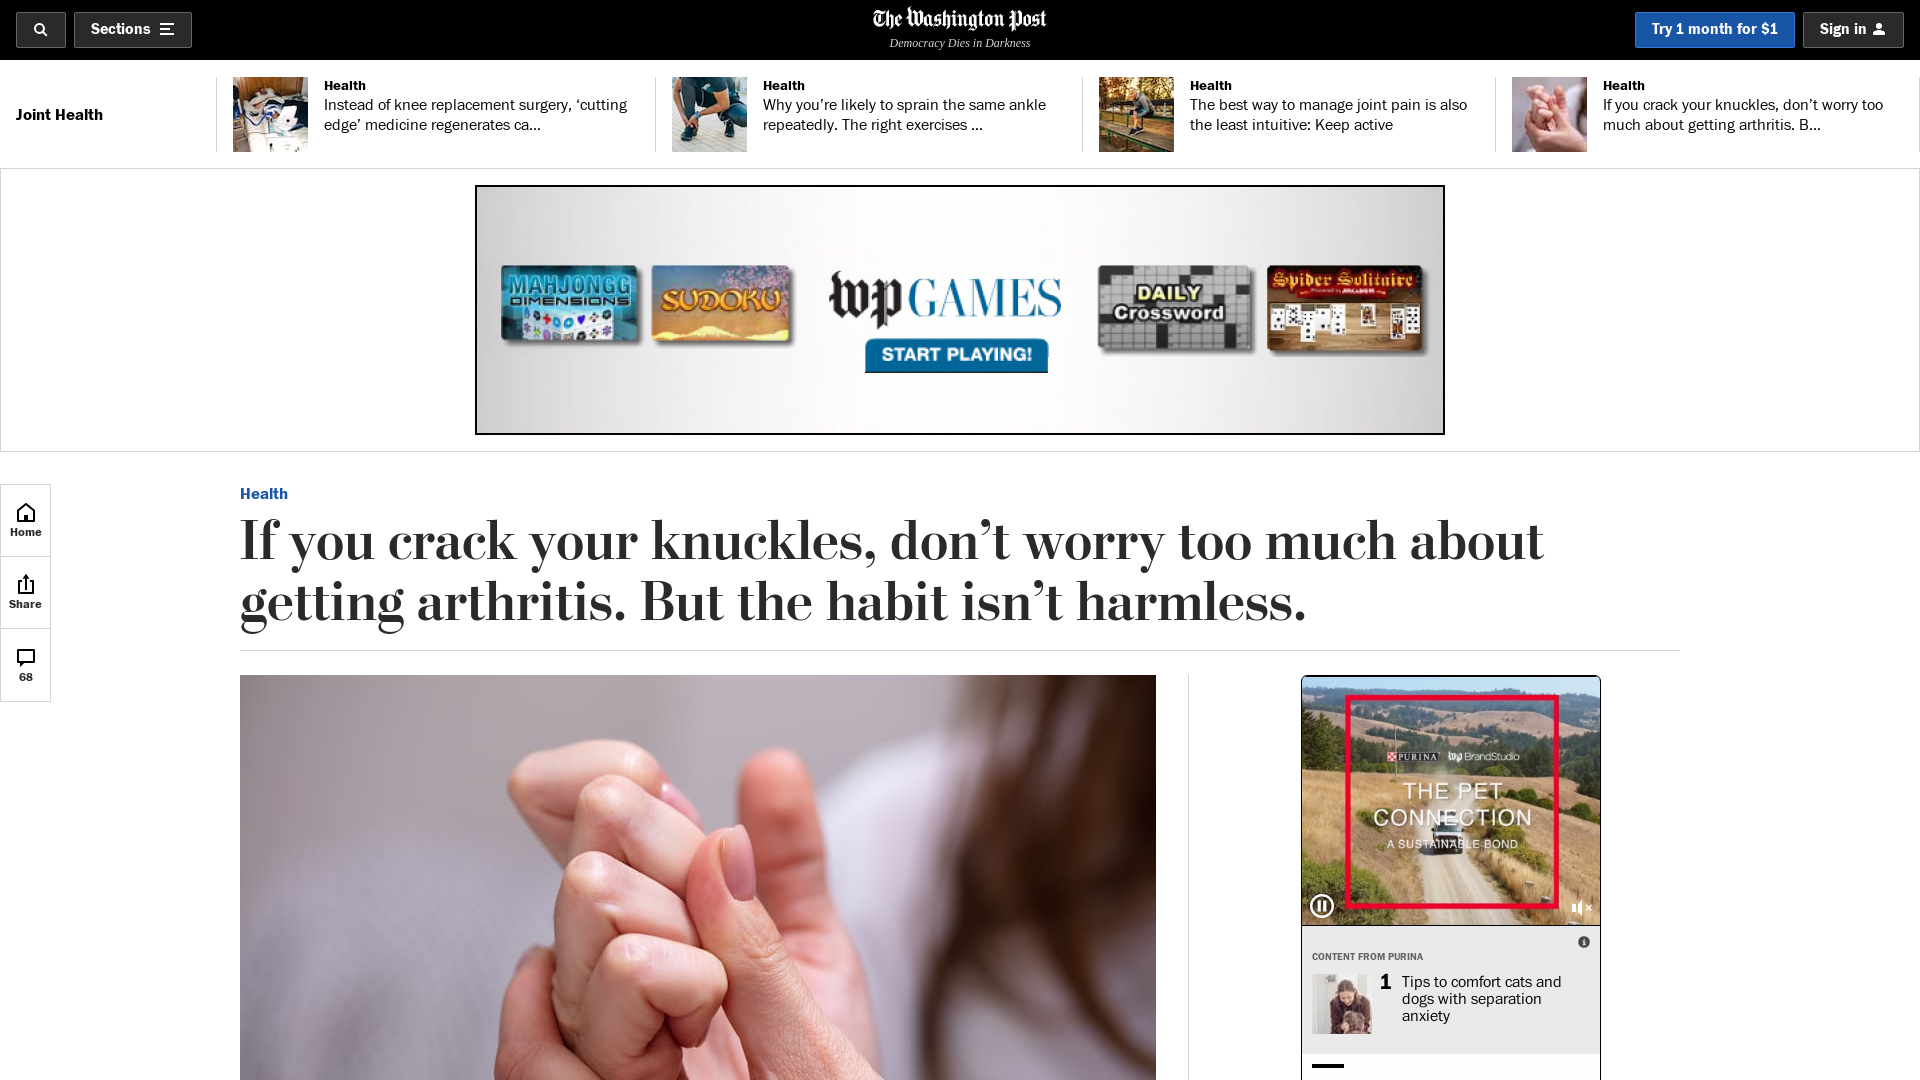 Sections
The Washington Post
Democracy Dies in Darkness
Try 1 month for $1
Sign in
Joint Health
Health
Instead of knee replacement surgery, ‘cutting
edge’ medicine regenerates ca...
Health
Why you’re likely to sprain the same ankle
repeatedly. The right exercises ...
Health
The best way to manage joint pain is also
the least intuitive: Keep active
Health
If you crack your knuckles, don’t worry too
much about getting arthritis. B...
MAHJONGG
DIMENSIONS
SUDOKU
wp GAMES
START PLAYING!
DAILY
Crossword
Spider Solitaire
Home
Share
68
Health
If you crack your knuckles, don’t worry too much about
getting arthritis. But the habit isn’t harmless.
PURINA wp BrandStudio
THE PET
CONNECTION
A SUSTAINABLE BOND
CONTENT FROM PURINA
1 Tips to comfort cats and
dogs with separation
anxiety